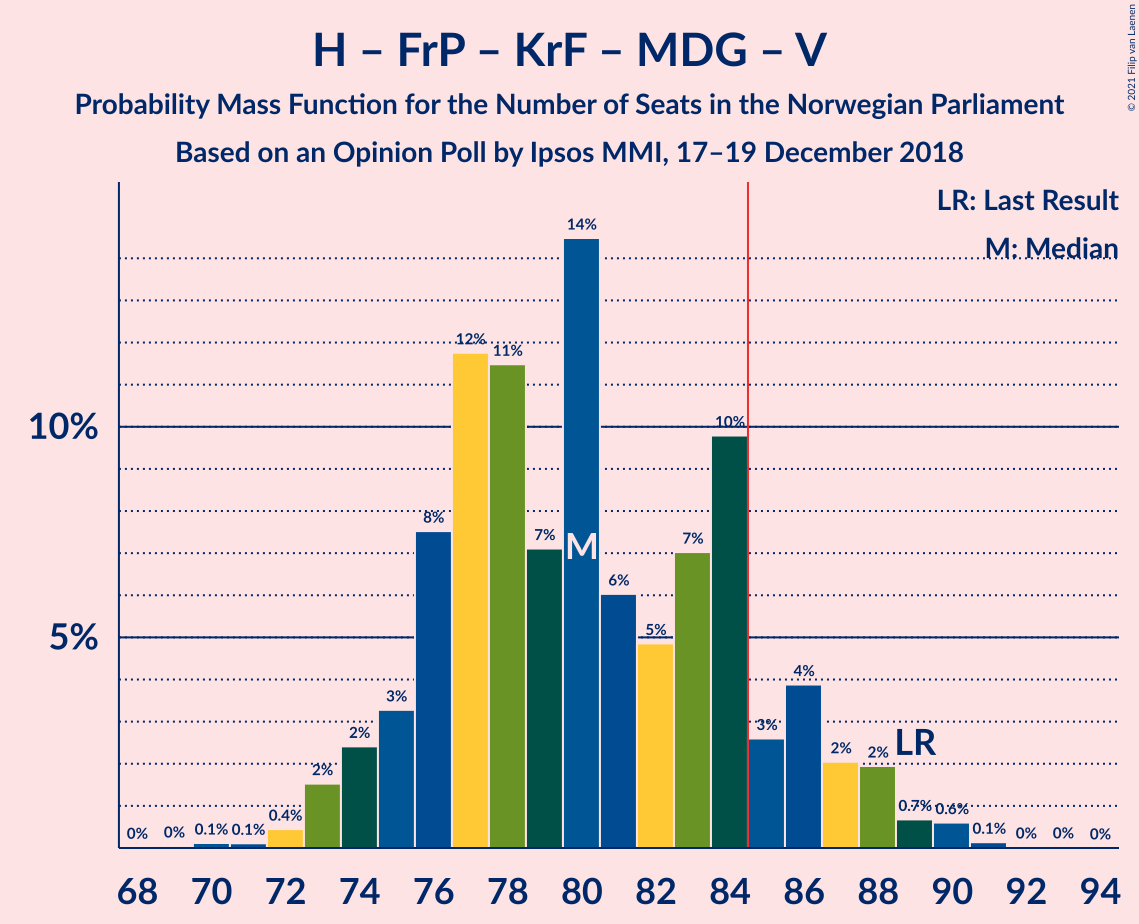 H – FrP – KrF – MDG – V
Probability Mass Function for the Number of Seats in the Norwegian Parliament
Based on an Opinion Poll by Ipsos MMI, 17–19 December 2018
© 2021 Filip van Laenen
LR: Last Result
M: Median
10%
5%
0% 0% 0.1% 0.1% 0.4% 2% 2% 3% 8% 12% 11% 7% 14% 6% 5% 7% 10% 3% 4% 2% 2% 0.7% 0.6% 0.1% 0% 0% 0%
M
LR
68 70 72 74 76 78 80 82 84 86 88 90 92 94